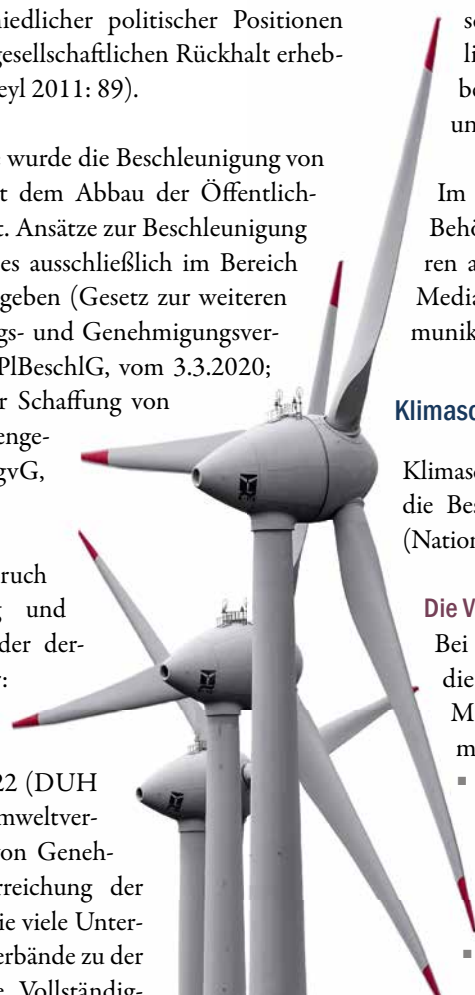 hiedlicher politischer Positionen
gesellschaftlichen Rückhalt erheb-
eyl 2011: 89).
wurde die Beschleunigung von
t dem Abbau der Öffentlich-
t. Ansätze zur Beschleunigung
es ausschließlich im Bereich
geben (Gesetz zur weiteren
gs- und Genehmigungsver-
PlBeschlG, vom 3.3.2020;
r Schaffung von
enge-
gvG,
ruch
und
der der-
:
22 (DUH
mweltver-
von Geneh-
rreichung der
ie viele Unter-
erbände zu der
Vollständig-
li
be
un
Im
Behö
ren a
Media
munik
Klimasc
Klimasc
die Bes
(Nation
Die V
Bei
die
M
m